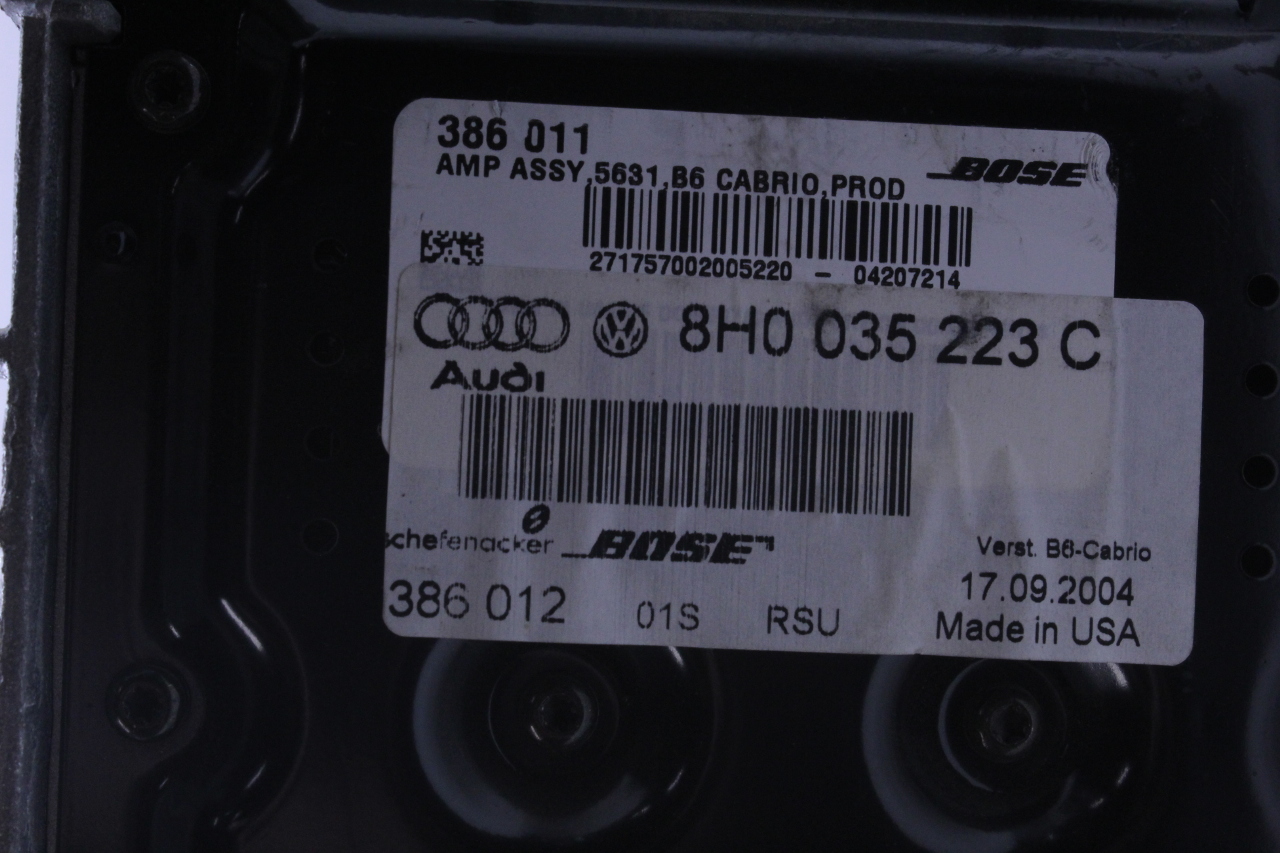 386 011
AMP ASSY,5631,B6 CABRIO,PROD
BOSE
271757002005220 - 04207214
8H0 035 223 C
Audi
schefenacker BOSE
Verst. B6-Cabrio
386 012 01S RSU
17.09.2004
Made in USA